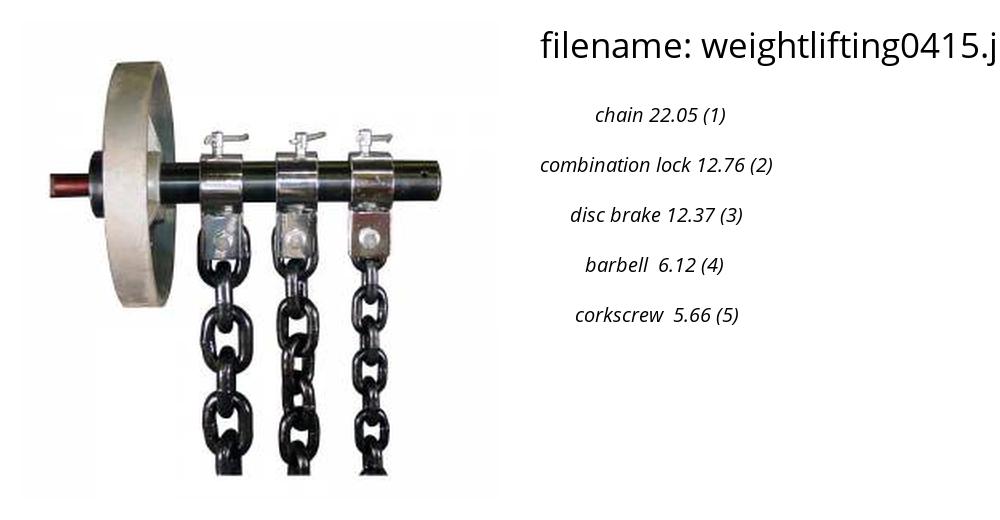 filename: weightlifting0415.j
chain 22.05 (1)
combination lock 12.76 (2)
disc brake 12.37 (3)
barbell 6.12 (4)
corkscrew 5.66 (5)